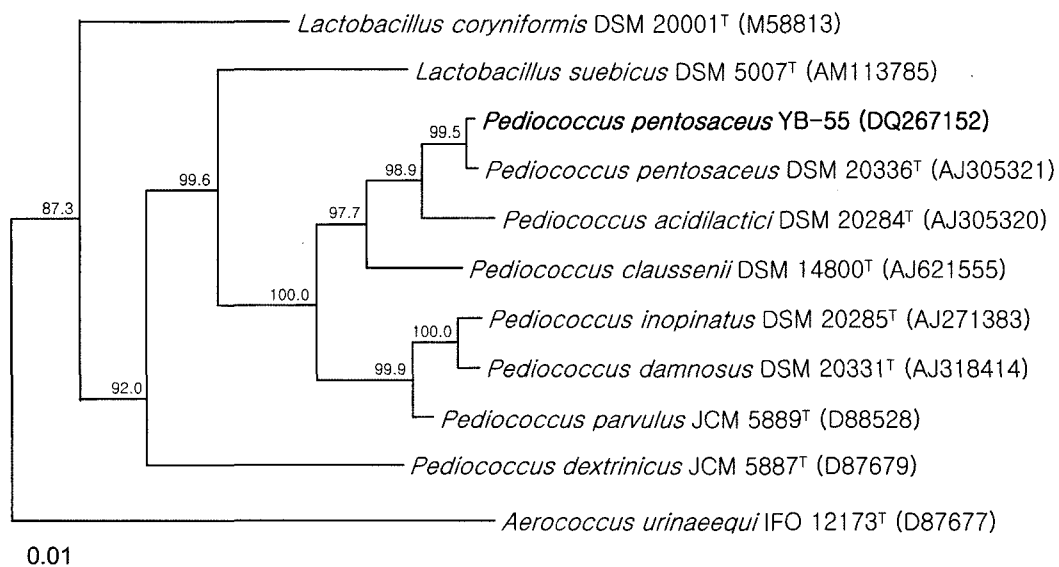 Lactobacillus coryniformis DSM 20001ᵀ (M58813)
Lactobacillus suebicus DSM 5007ᵀ (AM113785)
Pediococcus pentosaceus YB-55 (DQ267152)
99.5
Pediococcus pentosaceus DSM 20336ᵀ (AJ305321)
98.9
99.6
87.3
97.7
Pediococcus acidilactici DSM 20284ᵀ (AJ305320)
Pediococcus claussenii DSM 14800ᵀ (AJ621555)
100.0
Pediococcus inopinatus DSM 20285ᵀ (AJ271383)
100.0
Pediococcus damnosus DSM 20331ᵀ (AJ318414)
99.9
92.0
Pediococcus parvulus JCM 5889ᵀ (D88528)
Pediococcus dextrinicus JCM 5887ᵀ (D87679)
Aerococcus urinaeequi IFO 12173ᵀ (D87677)
0.01